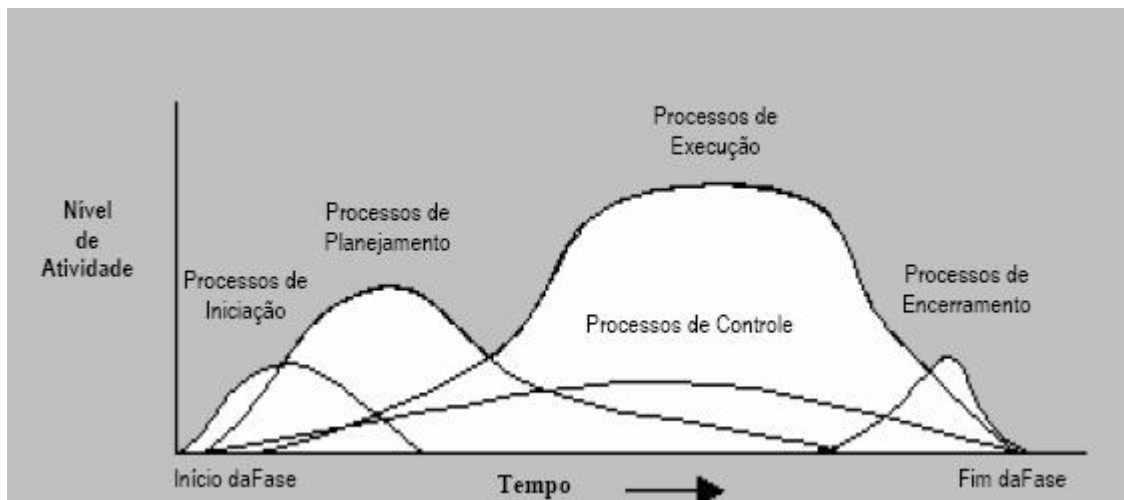 Processos de
Execução
Nível
de
Atividade
Processos de
Planejamento
Processos de
Iniciação
Processos de
Encerramento
Processos de Controle
Início daFase
Tempo
Fim daFase